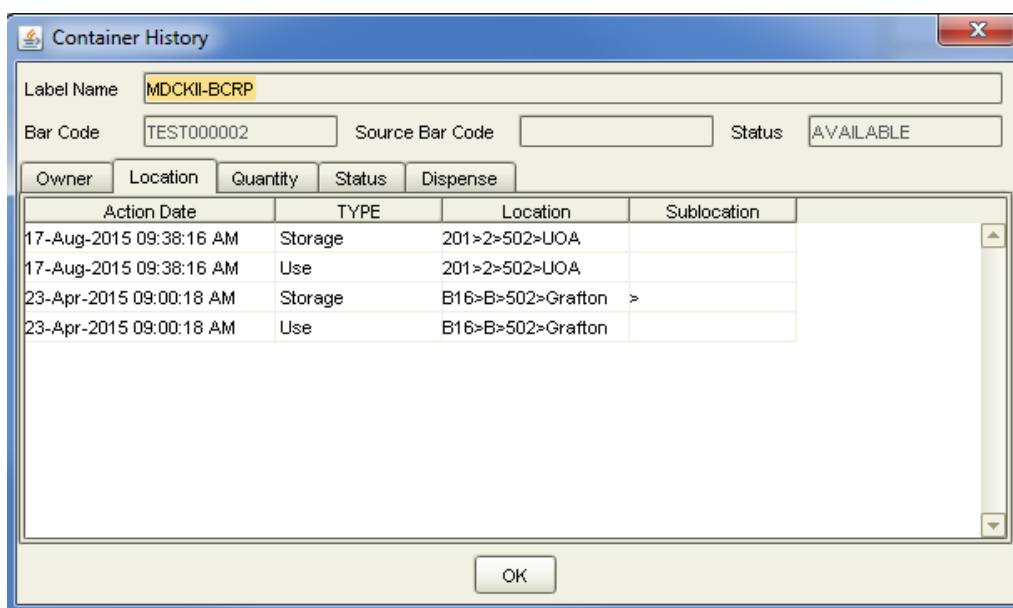 Container History
Label Name MDCKII-BCRP
Bar Code TEST000002 Source Bar Code Status AVAILABLE
Owner Location Quantity Status Dispense
Action Date TYPE Location Sublocation
17-Aug-2015 09:38:16 AM Storage 201>2>502>UOA
17-Aug-2015 09:38:16 AM Use 201>2>502>UOA
23-Apr-2015 09:00:18 AM Storage B16>B>502>Grafton >
23-Apr-2015 09:00:18 AM Use B16>B>502>Grafton
OK